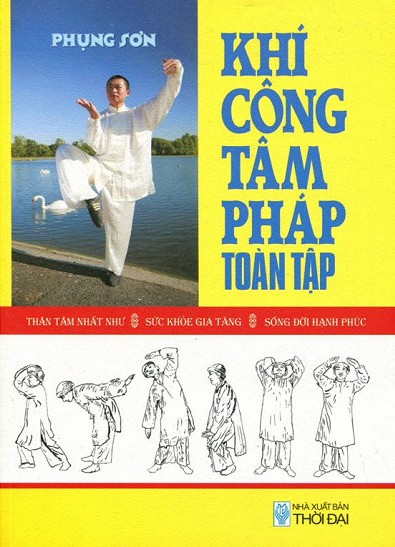 PHỤNG SƠN
KHÍ
CÔNG
TÂM
PHÁP
TOÀN TẬP
THÂN TÂM NHẤT NHƯ SỨC KHỎE GIA TĂNG SỐNG ĐỜI HẠNH PHÚC
NHÀ XUẤT BẢN
THỜI ĐẠI